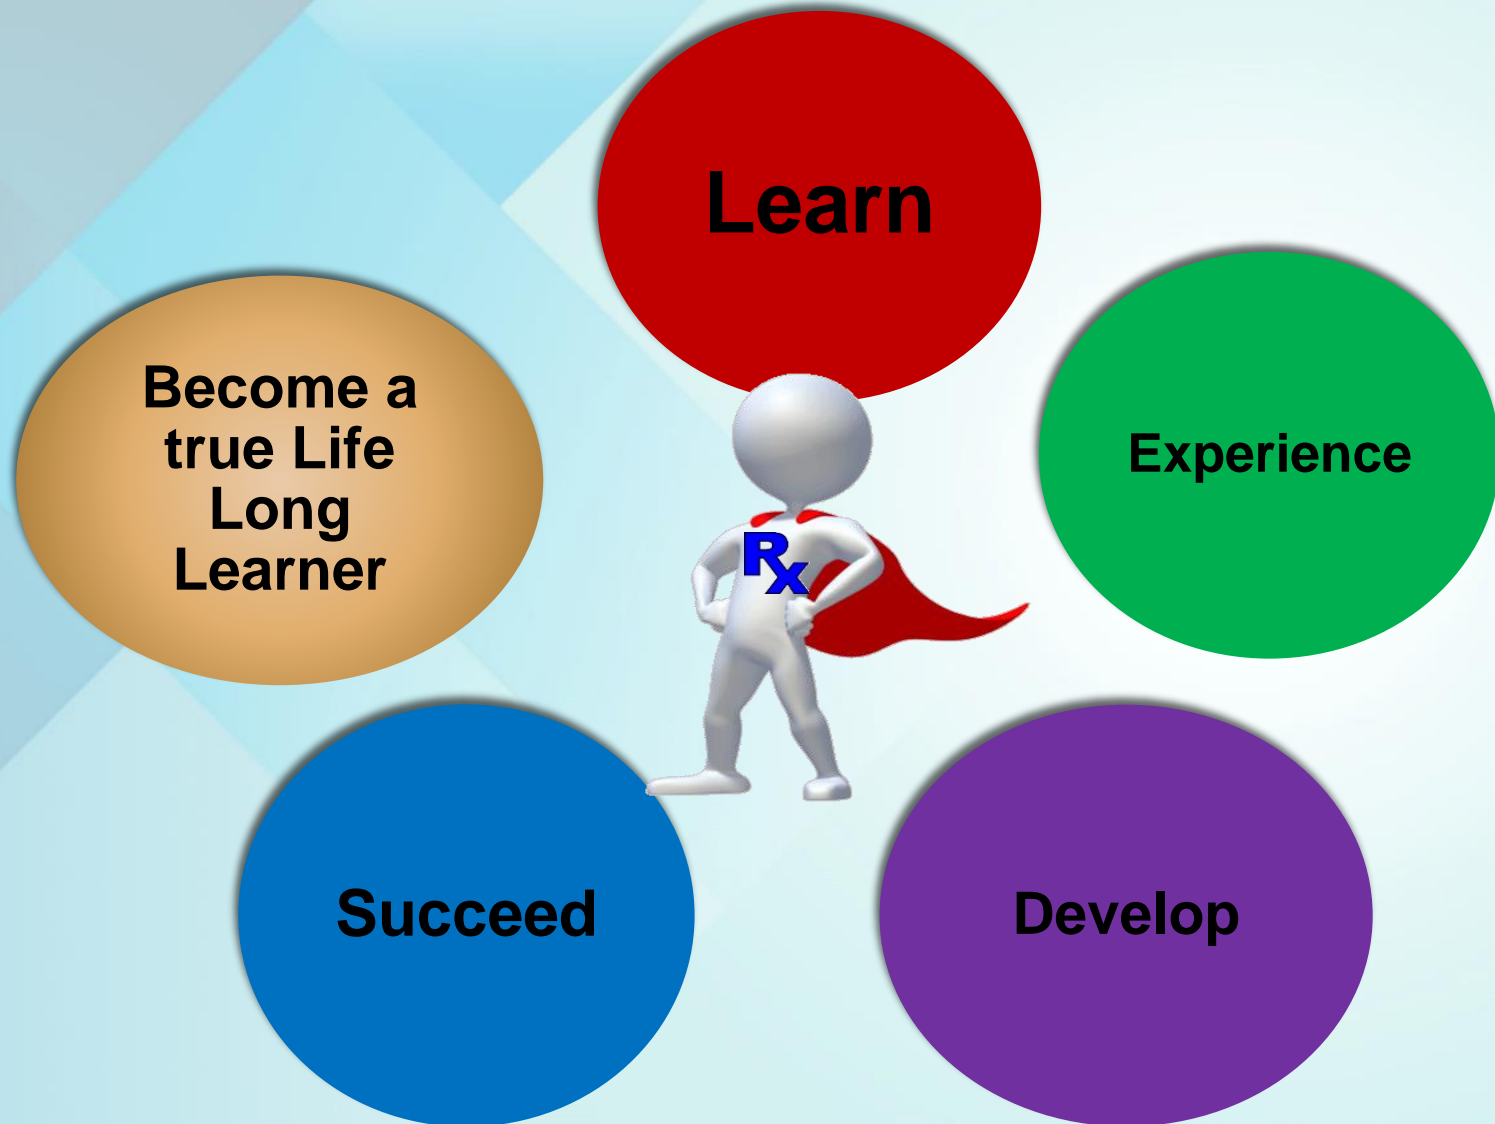 Learn
Experience
Become a
true Life
Long
Learner
Rx
Succeed
Develop